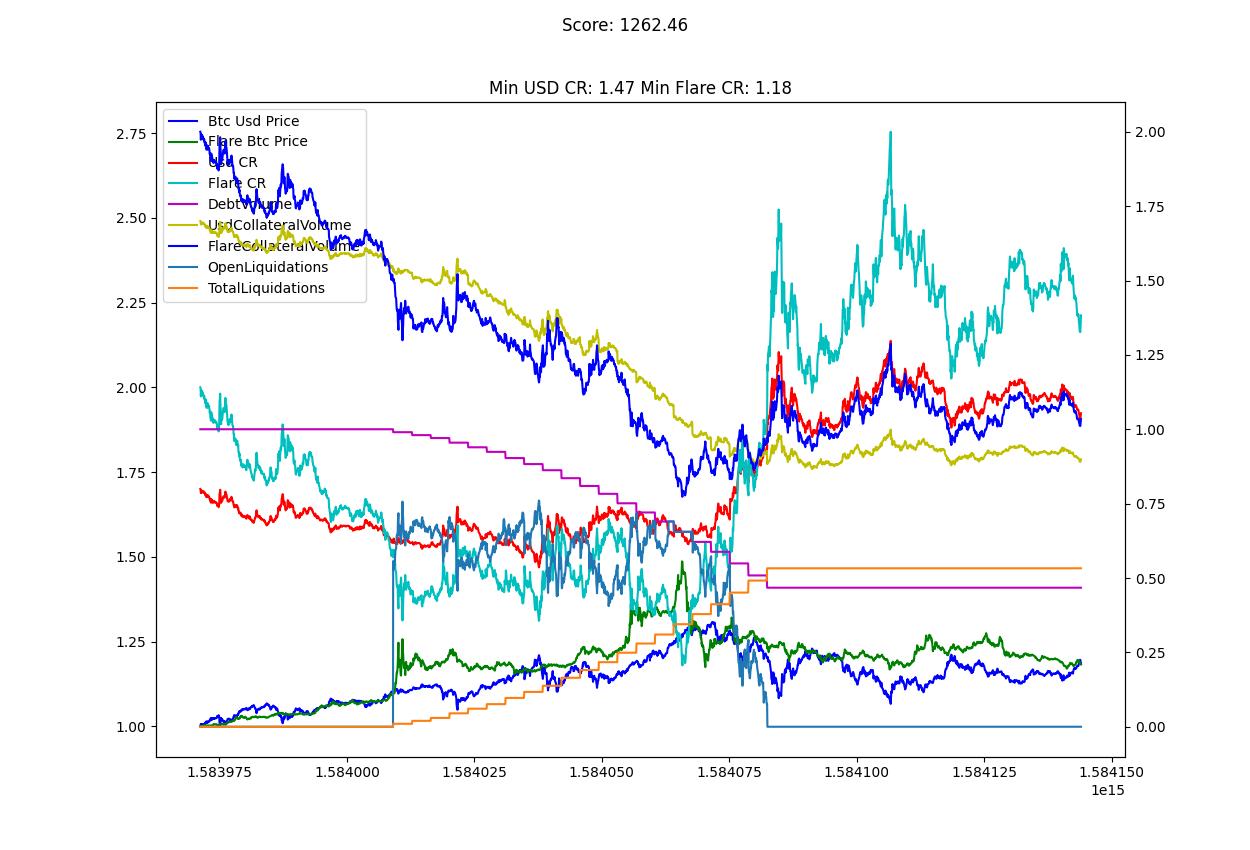 Score: 1262.46
Min USD CR: 1.47 Min Flare CR: 1.18
Btc Usd Price
Flare Btc Price
Usd CR
Flare CR
DebtVolume
UsdCollateralVolume
FlareCollateralVolume
OpenLiquidations
TotalLiquidations
2.75
2.50
2.25
2.00
1.75
1.50
1.25
1.00
2.00
1.75
1.50
1.25
1.00
0.75
0.50
0.25
0.00
1.583975 1.584000 1.584025 1.584050 1.584075 1.584100 1.584125 1.584150
1e15